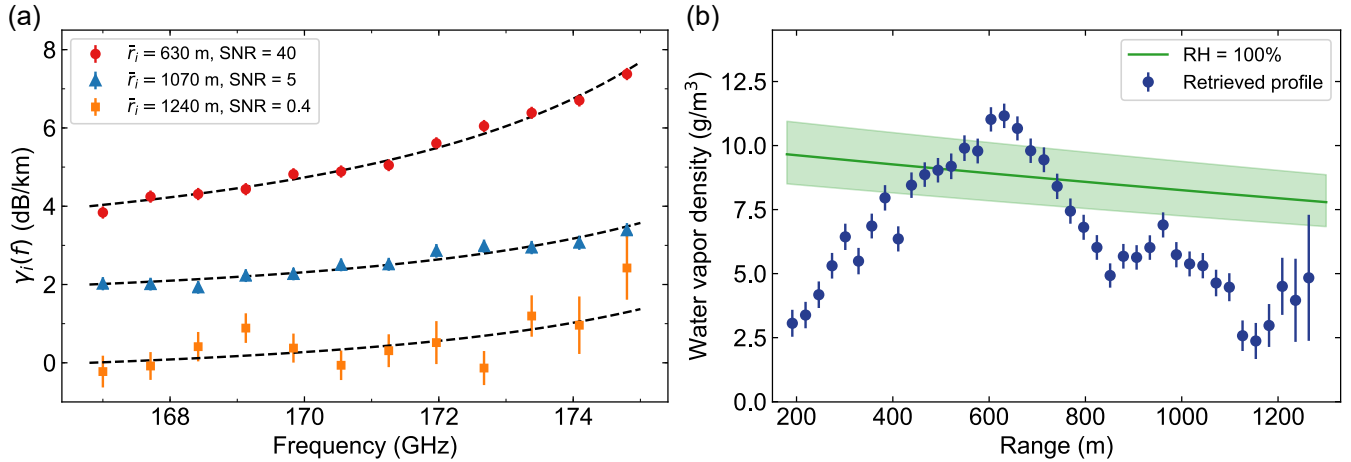 (a)
γᵢ(f) (dB/km)
8
6
4
2
0
r̄ᵢ = 630 m, SNR = 40
r̄ᵢ = 1070 m, SNR = 5
r̄ᵢ = 1240 m, SNR = 0.4
168 170 172 174
Frequency (GHz)
(b)
Water vapor density (g/m³)
12.5
10.0
7.5
5.0
2.5
0.0
RH = 100%
Retrieved profile
200 400 600 800 1000 1200
Range (m)